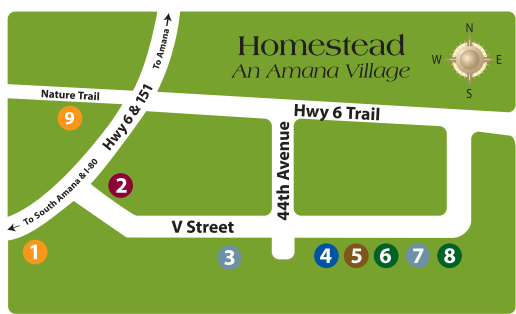 Homestead
An Amana Village
N
W
E
S
To Amana
Nature Trail
9
Hwy 6 & 151
Hwy 6 Trail
44th Avenue
2
To South Amana & I-80
V Street
1
3
4
5
6
7
8